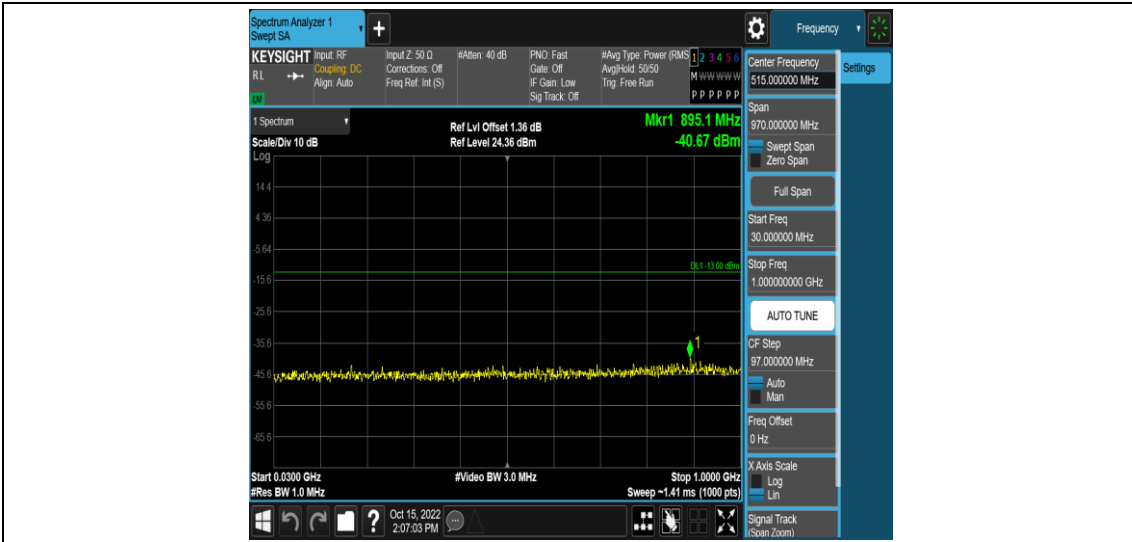 Spectrum Analyzer 1
Swept SA
+
Frequency
KEYSIGHT
RL
LNI
Input: RF
Coupling: DC
Align: Auto
Input Z: 50 Ω
Corrections: Off
Freq Ref: Int (S)
#Atten: 40 dB
PNO: Fast
Gate: Off
IF Gain: Low
Sig Track: Off
#Avg Type: Power (RMS
Avg|Hold: 50/50
Trig: Free Run
1 2 3 4 5 6
M W W W W W
P P P P P P
1 Spectrum
Scale/Div 10 dB
Log
Ref Lvl Offset 1.36 dB
Ref Level 24.36 dBm
Mkr1 895.1 MHz
-40.67 dBm
14.4
4.36
-5.64
DL1 -13.00 dBm
-15.6
-25.6
-35.6
1
-45.6
-55.6
-65.6
Start 0.0300 GHz
#Res BW 1.0 MHz
#Video BW 3.0 MHz
Stop 1.0000 GHz
Sweep ~1.41 ms (1000 pts)
Oct 15, 2022
2:07:03 PM
?
Center Frequency
515.000000 MHz
Settings
Span
970.000000 MHz
Swept Span
Zero Span
Full Span
Start Freq
30.000000 MHz
Stop Freq
1.000000000 GHz
AUTO TUNE
CF Step
97.000000 MHz
Auto
Man
Freq Offset
0 Hz
X Axis Scale
Log
Lin
Signal Track
(Span Zoom)